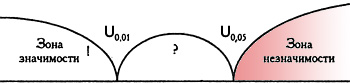 U0,01
U0,05
Зона
значимости
!
?
Зона
незначимости